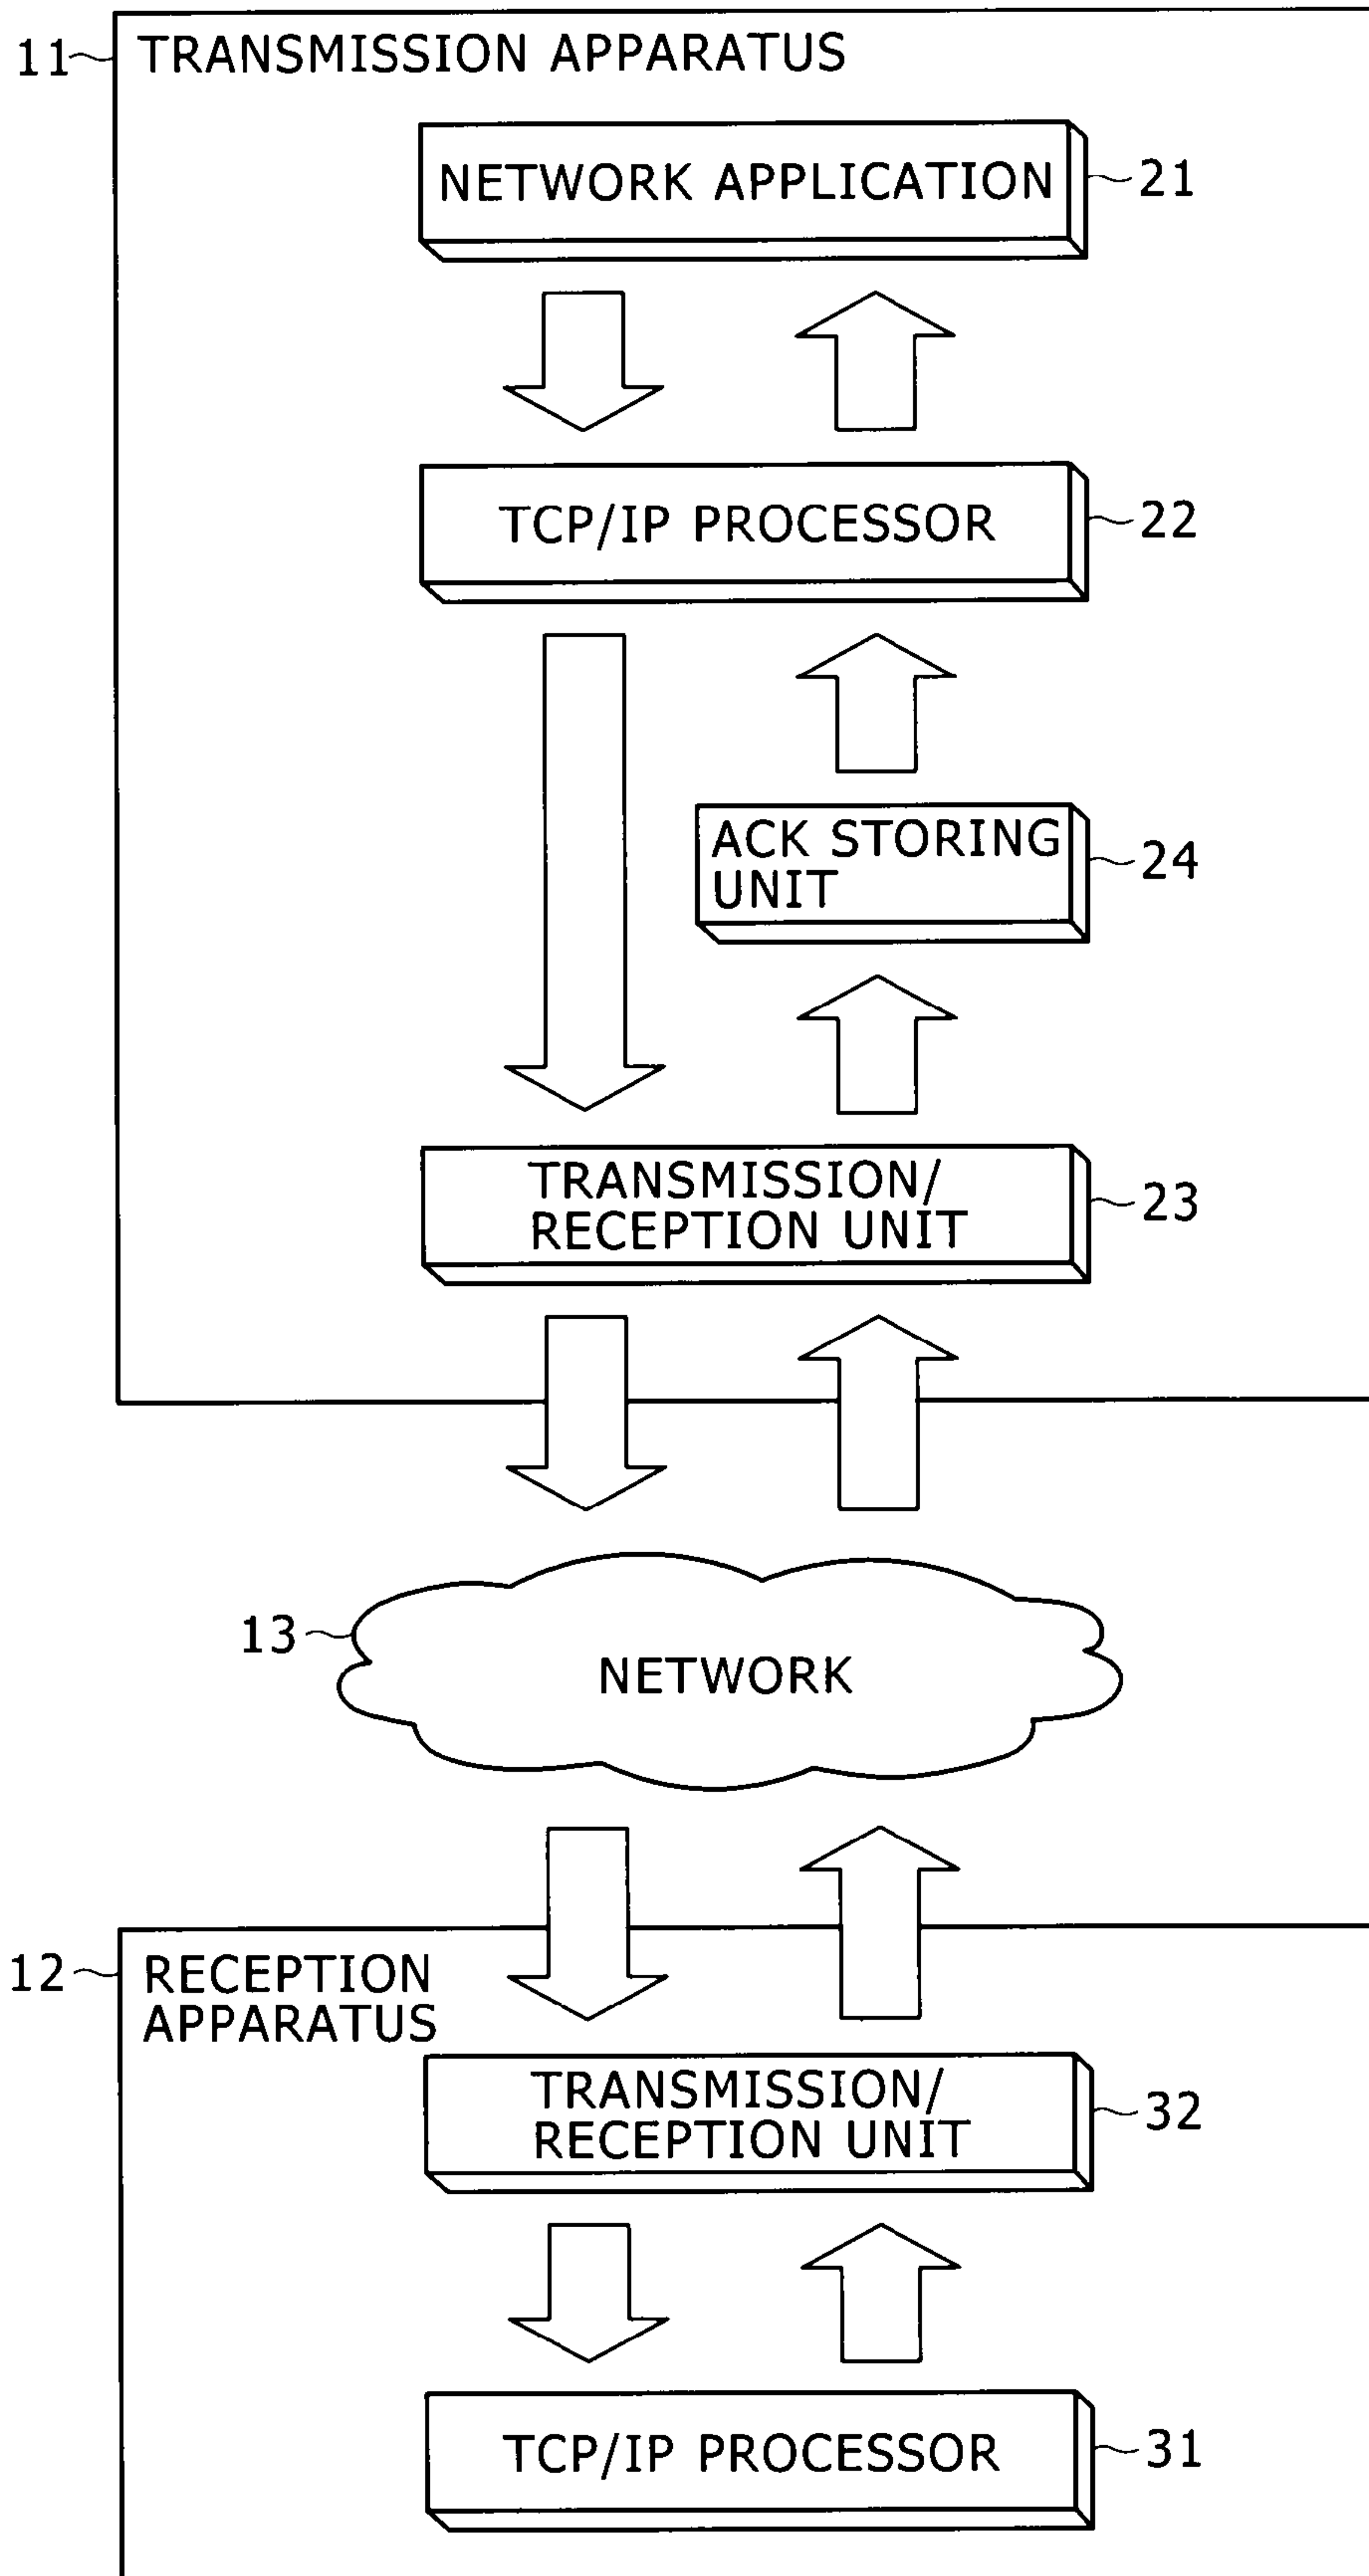 11
TRANSMISSION APPARATUS
NETWORK APPLICATION
21
TCP/IP PROCESSOR
22
ACK STORING
UNIT
24
TRANSMISSION/
RECEPTION UNIT
23
13
NETWORK
12
RECEPTION
APPARATUS
TRANSMISSION/
RECEPTION UNIT
32
TCP/IP PROCESSOR
31